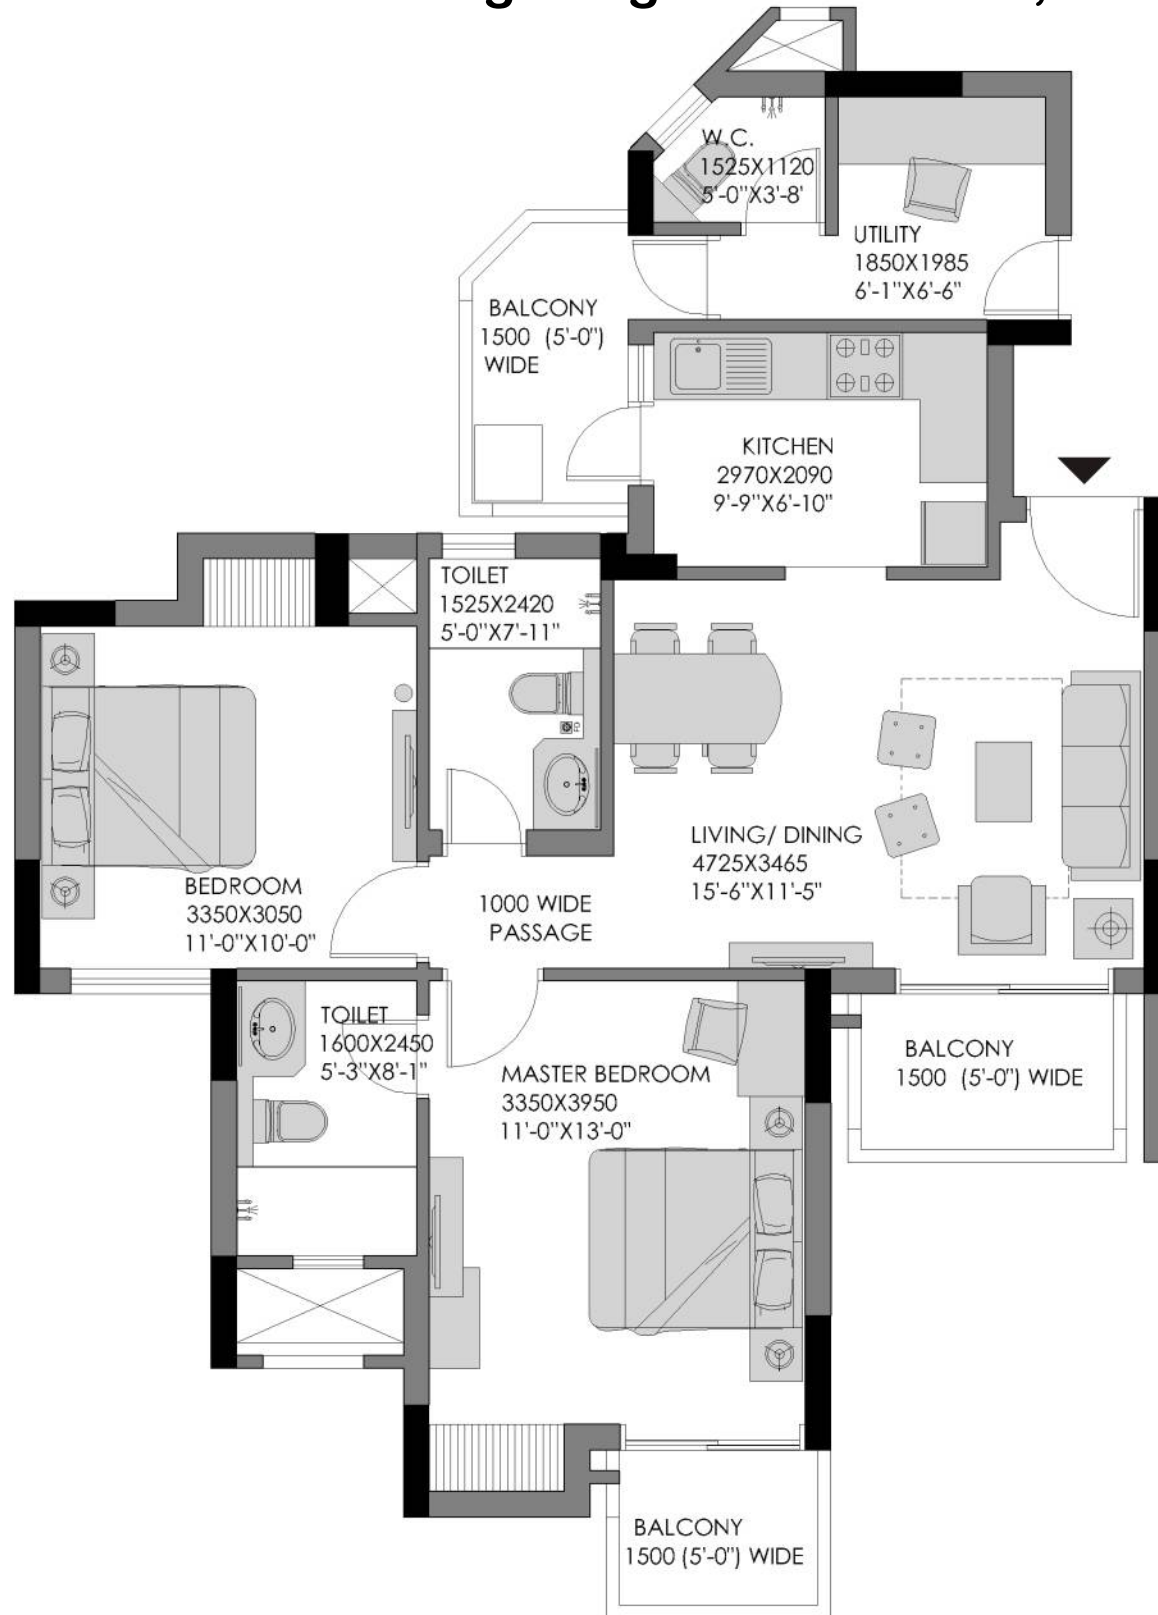 W.C.
1525X1120
5'-0"X3'-8'
UTILITY
1850X1985
6'-1"X6'-6"
BALCONY
1500 (5'-0")
WIDE
KITCHEN
2970X2090
9'-9"X6'-10"
TOILET
1525X2420
5'-0"X7'-11"
FD
LIVING/ DINING
4725X3465
15'-6"X11'-5"
BEDROOM
3350X3050
11'-0"X10'-0"
1000 WIDE
PASSAGE
TOILET
1600X2450
5'-3"X8'-1"
MASTER BEDROOM
3350X3950
11'-0"X13'-0"
BALCONY
1500 (5'-0") WIDE
BALCONY
1500 (5'-0") WIDE